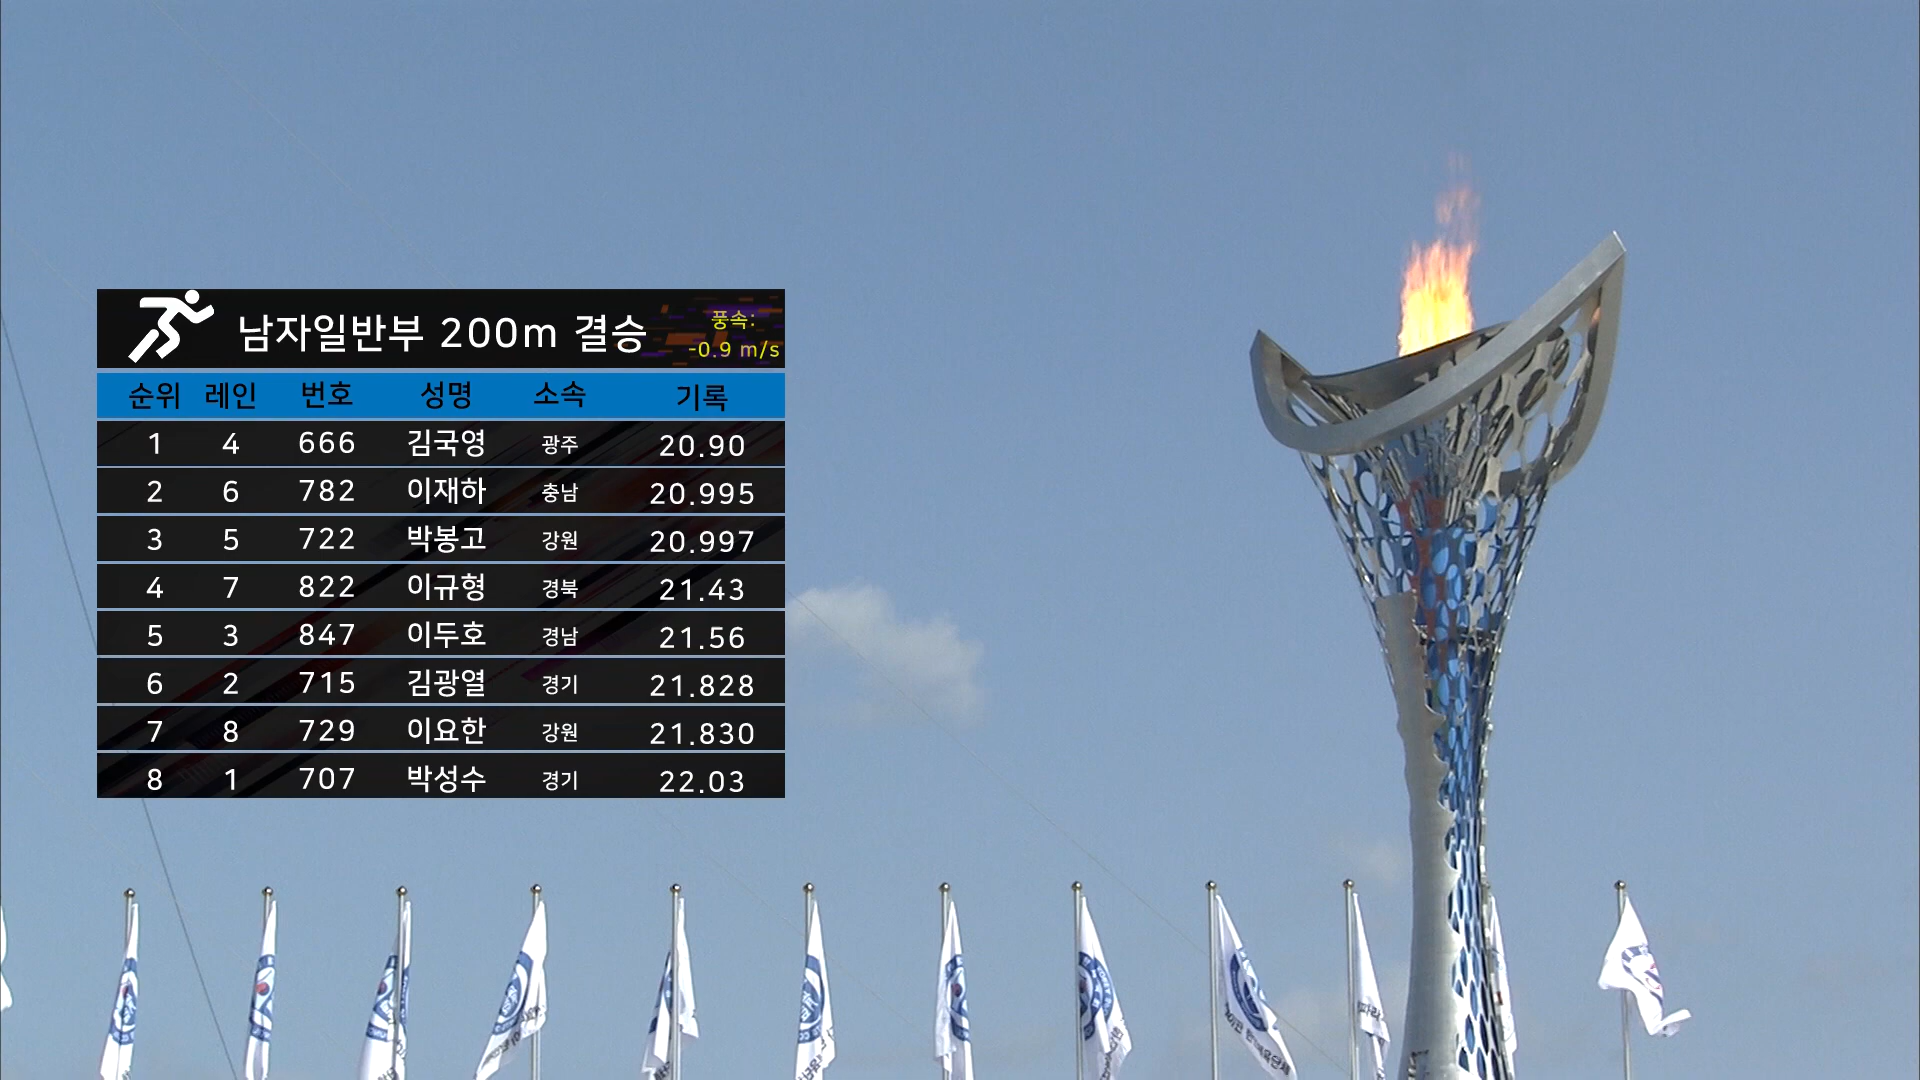 남자일반부 200m 결승
풍속:
-0.9 m/s
순위 레인 번호 성명 소속 기록
1 4 666 김국영 광주 20.90
2 6 782 이재하 충남 20.995
3 5 722 박봉고 강원 20.997
4 7 822 이규형 경북 21.43
5 3 847 이두호 경남 21.56
6 2 715 김광열 경기 21.828
7 8 729 이요한 강원 21.830
8 1 707 박성수 경기 22.03